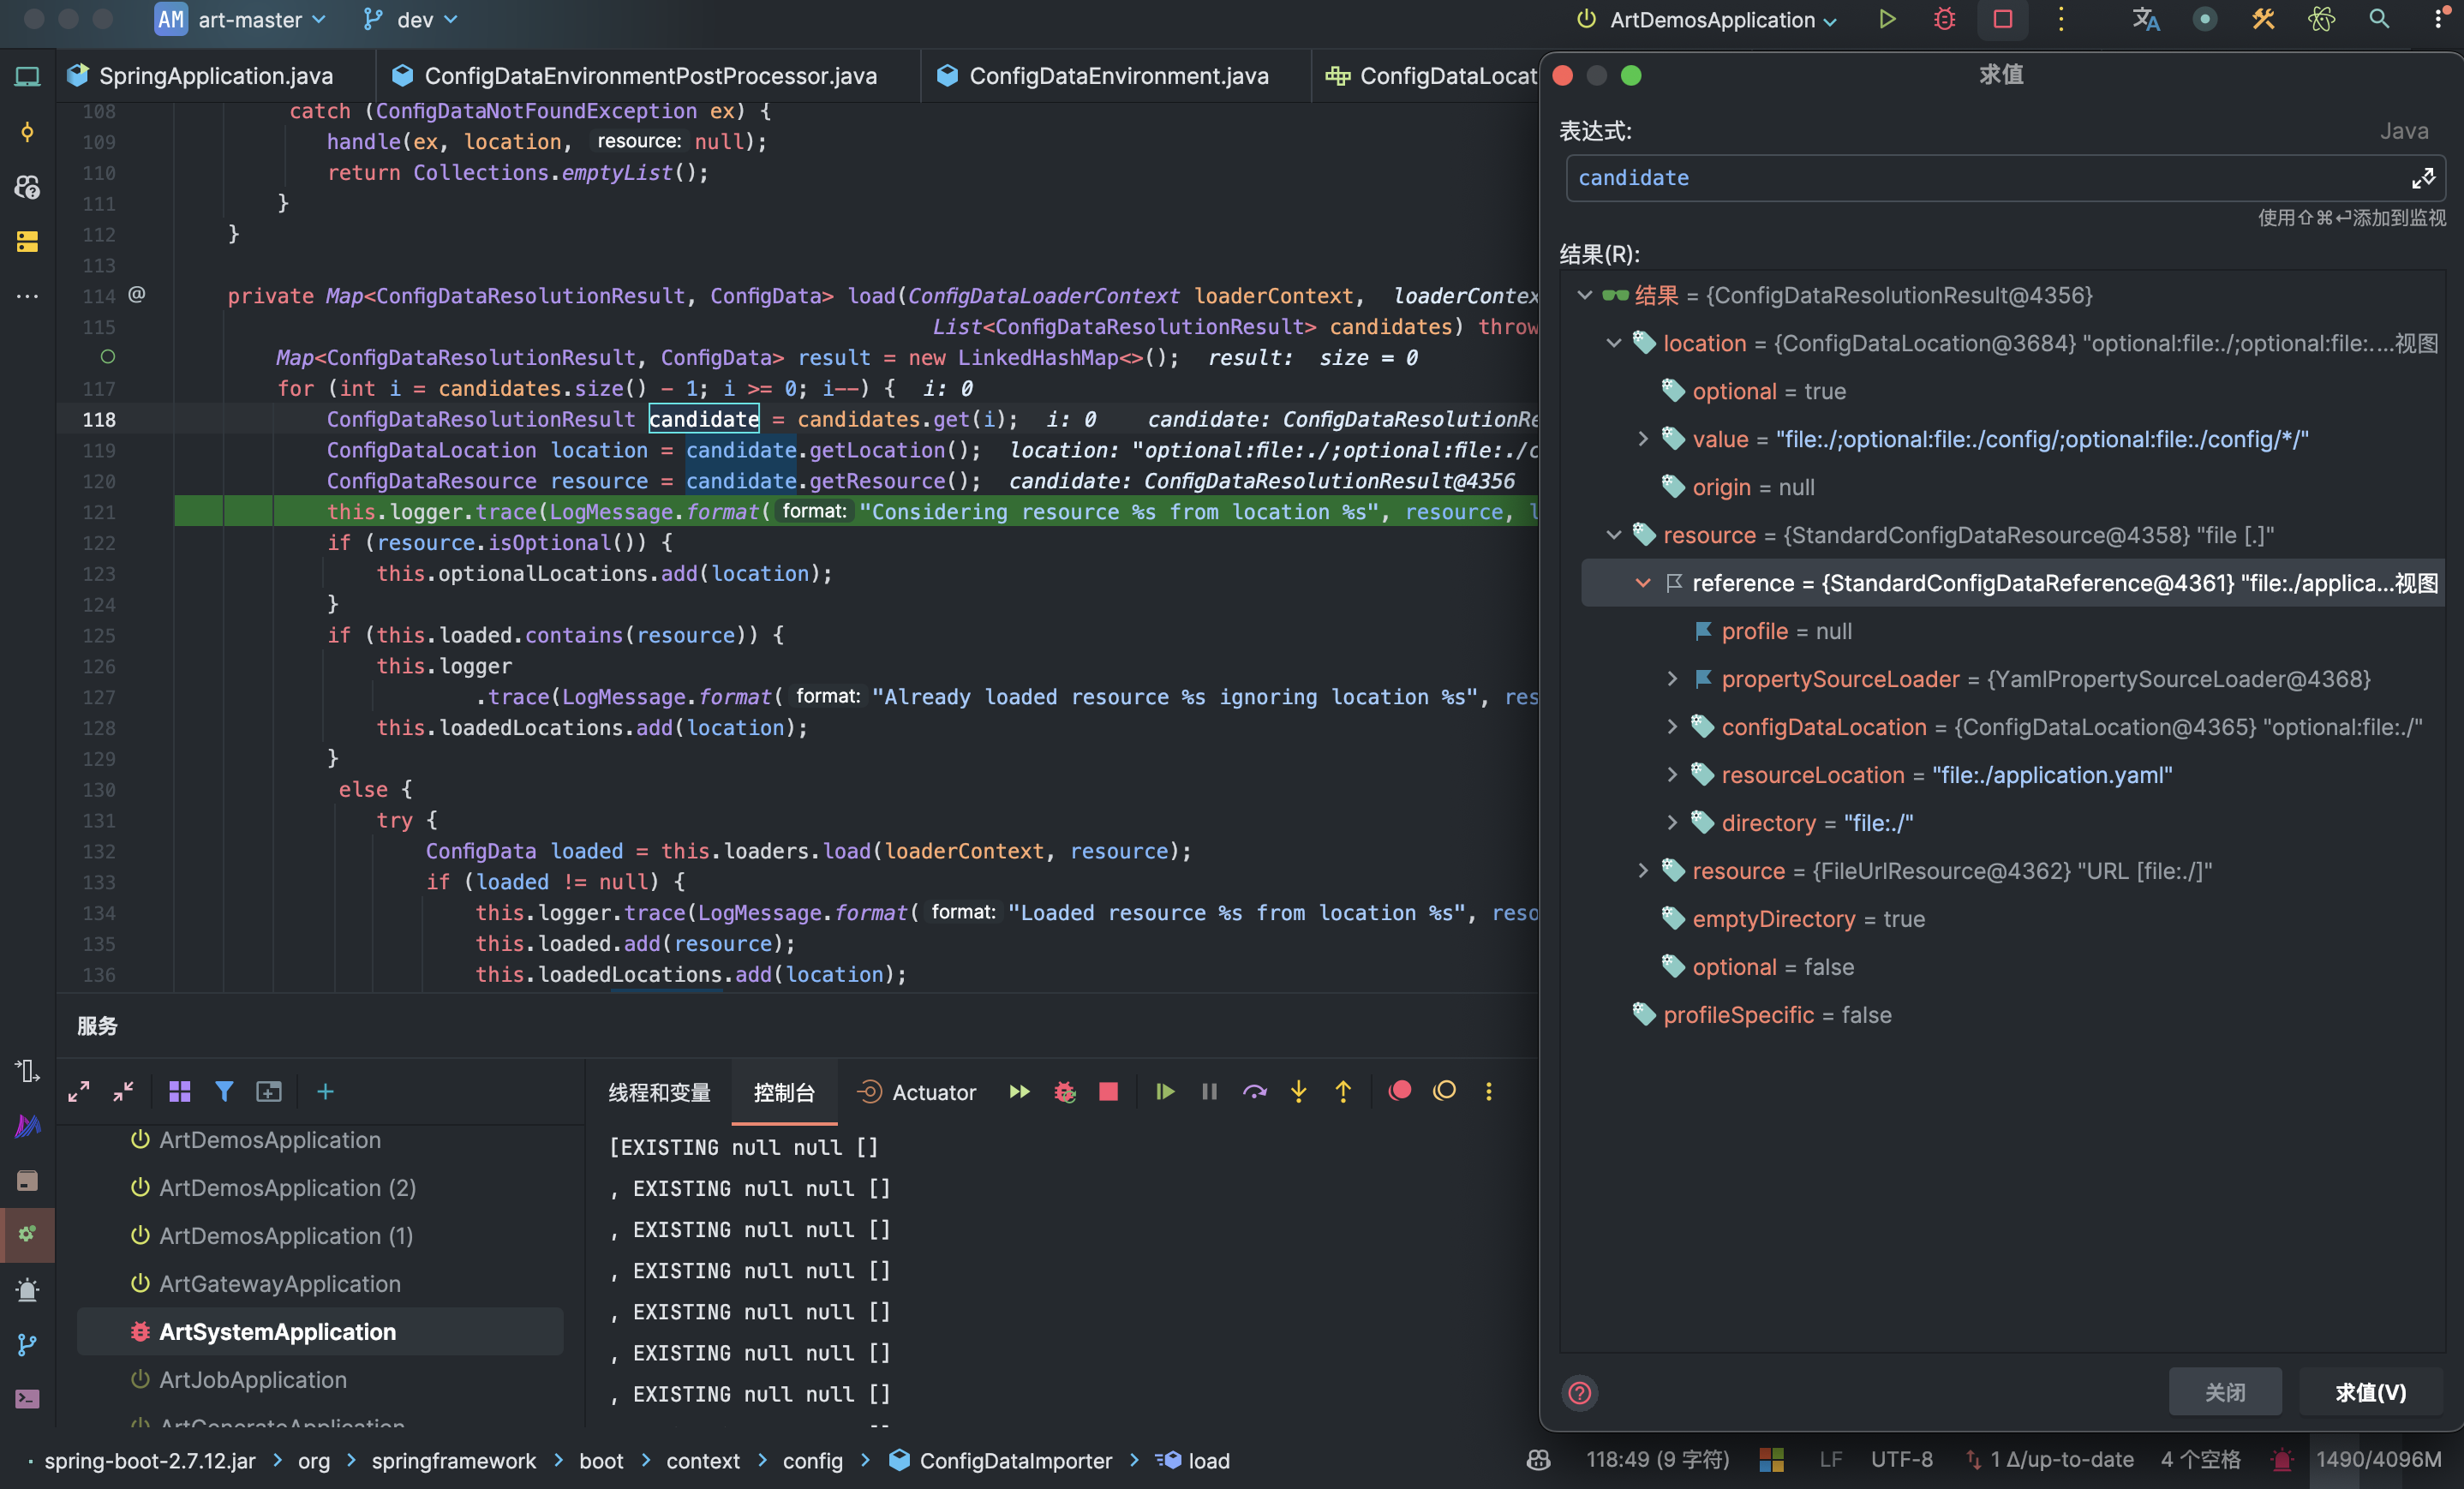 AM art-master dev ArtDemosApplication
SpringApplication.java ConfigDataEnvironmentPostProcessor.java ConfigDataEnvironment.java ConfigDataLocat
108 catch (ConfigDataNotFoundException ex) {
109 handle(ex, location, resource: null);
110 return Collections.emptyList();
111 }
112 }
113
114 @ private Map<ConfigDataResolutionResult, ConfigData> load(ConfigDataLoaderContext loaderContext, loaderContex
115 List<ConfigDataResolutionResult> candidates) throw
Map<ConfigDataResolutionResult, ConfigData> result = new LinkedHashMap<>(); result: size = 0
117 for (int i = candidates.size() - 1; i >= 0; i--) { i: 0
118 ConfigDataResolutionResult candidate = candidates.get(i); i: 0 candidate: ConfigDataResolutionRe
119 ConfigDataLocation location = candidate.getLocation(); location: "optional:file:./;optional:file:./c
120 ConfigDataResource resource = candidate.getResource(); candidate: ConfigDataResolutionResult@4356
121 this.logger.trace(LogMessage.format( format: "Considering resource %s from location %s", resource, l
122 if (resource.isOptional()) {
123 this.optionalLocations.add(location);
124 }
125 if (this.loaded.contains(resource)) {
126 this.logger
127 .trace(LogMessage.format( format: "Already loaded resource %s ignoring location %s", res
128 this.loadedLocations.add(location);
129 }
130 else {
131 try {
132 ConfigData loaded = this.loaders.load(loaderContext, resource);
133 if (loaded != null) {
134 this.logger.trace(LogMessage.format( format: "Loaded resource %s from location %s", reso
135 this.loaded.add(resource);
136 this.loadedLocations.add(location);
求值
表达式: Java
candidate
使用⇧⌘⏎添加到监视
结果(R):
结果 = {ConfigDataResolutionResult@4356}
location = {ConfigDataLocation@3684} "optional:file:./;optional:file:. ...视图
optional = true
value = "file:./;optional:file:./config/;optional:file:./config/*/"
origin = null
resource = {StandardConfigDataResource@4358} "file [.]"
reference = {StandardConfigDataReference@4361} "file:./applica...视图
profile = null
propertySourceLoader = {YamlPropertySourceLoader@4368}
configDataLocation = {ConfigDataLocation@4365} "optional:file:./"
resourceLocation = "file:./application.yaml"
directory = "file:./"
resource = {FileUrlResource@4362} "URL [file:./]"
emptyDirectory = true
optional = false
profileSpecific = false
关闭 求值(V)
服务
线程和变量 控制台 Actuator
ArtDemosApplication
ArtDemosApplication (2)
ArtDemosApplication (1)
ArtGatewayApplication
ArtSystemApplication
ArtJobApplication
ArtGenerateApplication
[EXISTING null null []
, EXISTING null null []
, EXISTING null null []
, EXISTING null null []
, EXISTING null null []
, EXISTING null null []
, EXISTING null null []
spring-boot-2.7.12.jar > org > springframework > boot > context > config > ConfigDataImporter > load
118:49 (9 字符) LF UTF-8 1 Δ/up-to-date 4 个空格 1490/4096M